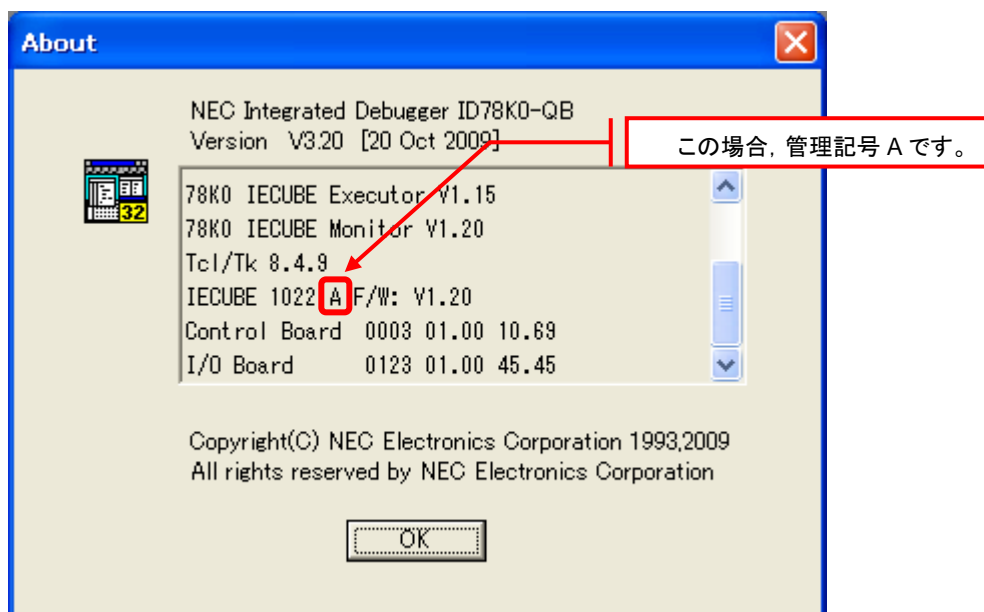 About
NEC Integrated Debugger ID78K0-QB
Version V3.20 [20 Oct 2009]
この場合, 管理記号 A です。
32
78K0 IECUBE Executor V1.15
78K0 IECUBE Monitor V1.20
Tcl/Tk 8.4.9
IECUBE 1022 A F/W: V1.20
Control Board 0003 01.00 10.69
I/O Board 0123 01.00 45.45
Copyright(C) NEC Electronics Corporation 1993,2009
All rights reserved by NEC Electronics Corporation
OK